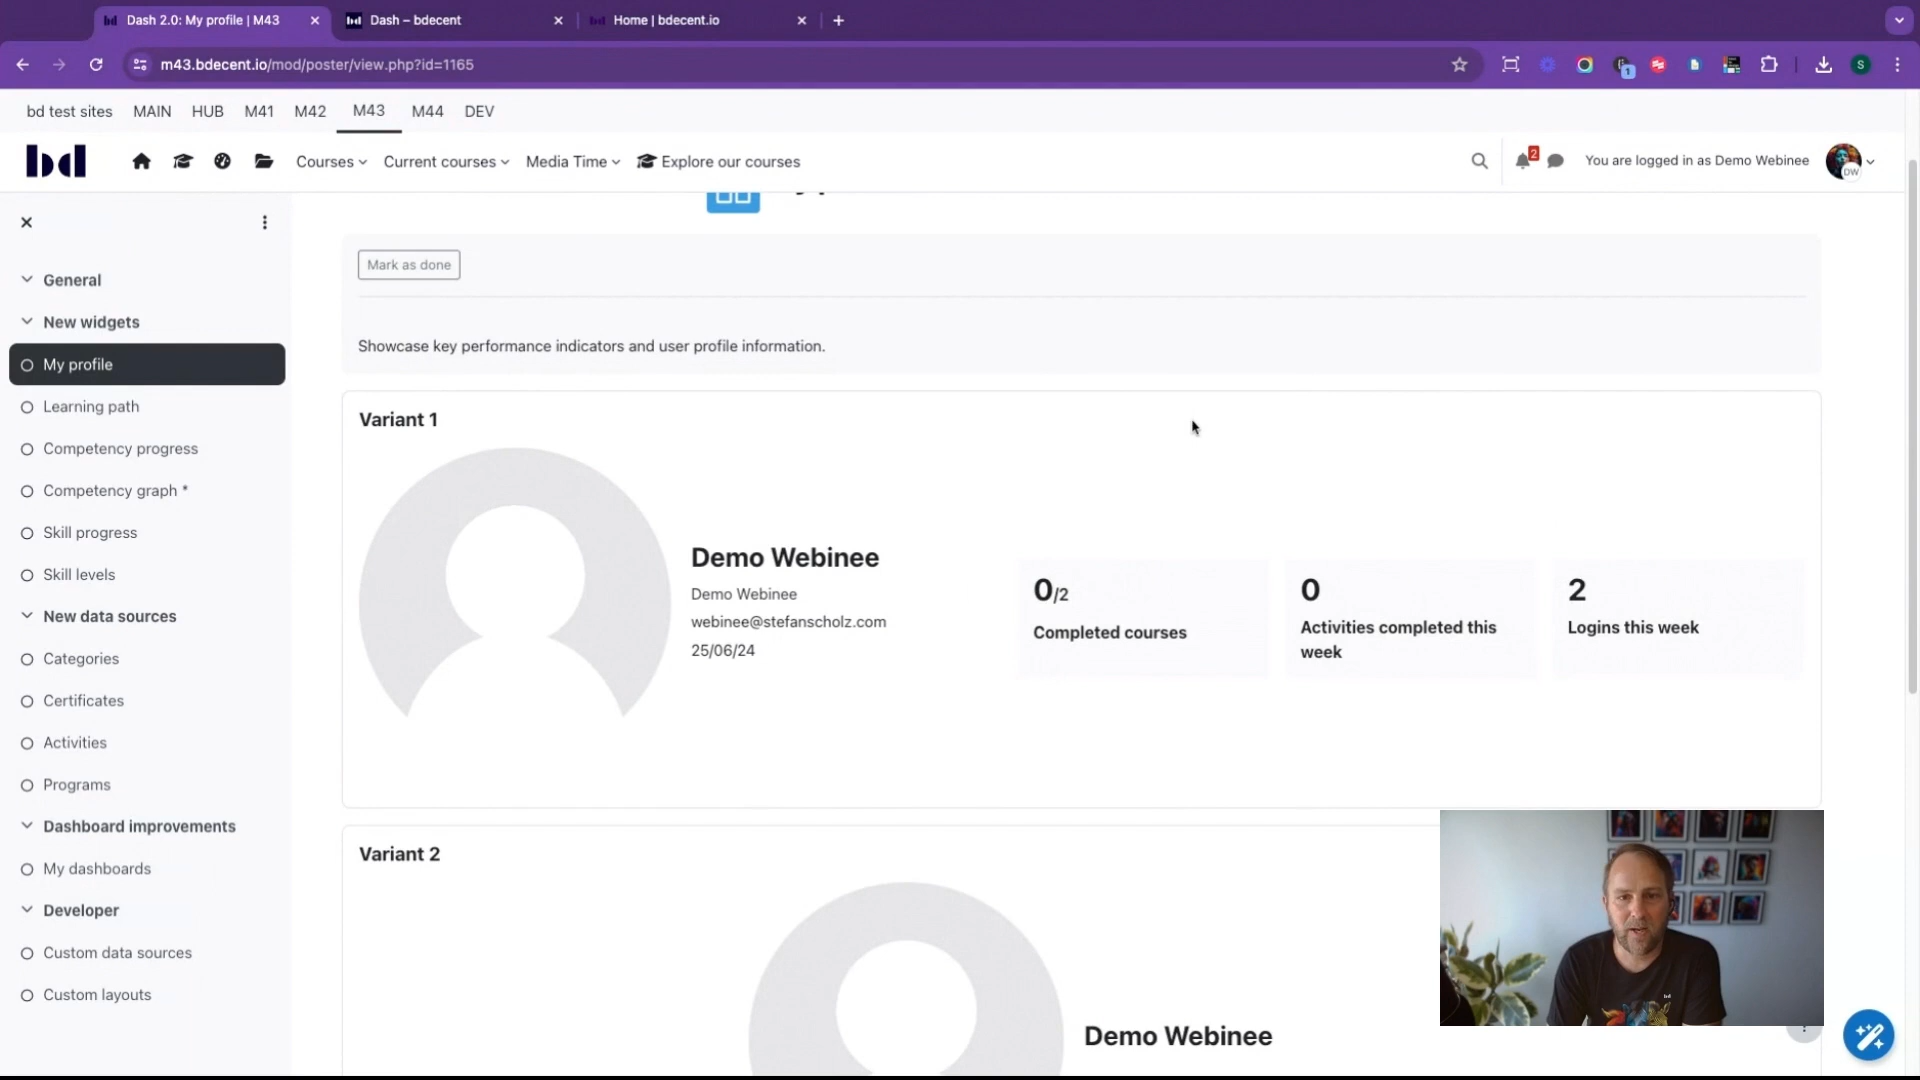 Dash 2.0: My profile | M43
Dash – bdecent
Home | bdecent.io
m43.bdecent.io/mod/poster/view.php?id=1165
1
S
bd test sites MAIN HUB M41 M42 M43 M44 DEV
bd
Courses
Current courses
Media Time
Explore our courses
2
You are logged in as Demo Webinee
DW
General
New widgets
My profile
Learning path
Competency progress
Competency graph *
Skill progress
Skill levels
New data sources
Categories
Certificates
Activities
Programs
Dashboard improvements
My dashboards
Developer
Custom data sources
Custom layouts
Mark as done
Showcase key performance indicators and user profile information.
Variant 1
Demo Webinee
Demo Webinee
webinee@stefanscholz.com
25/06/24
0/2
Completed courses
0
Activities completed this
week
2
Logins this week
Variant 2
Demo Webinee